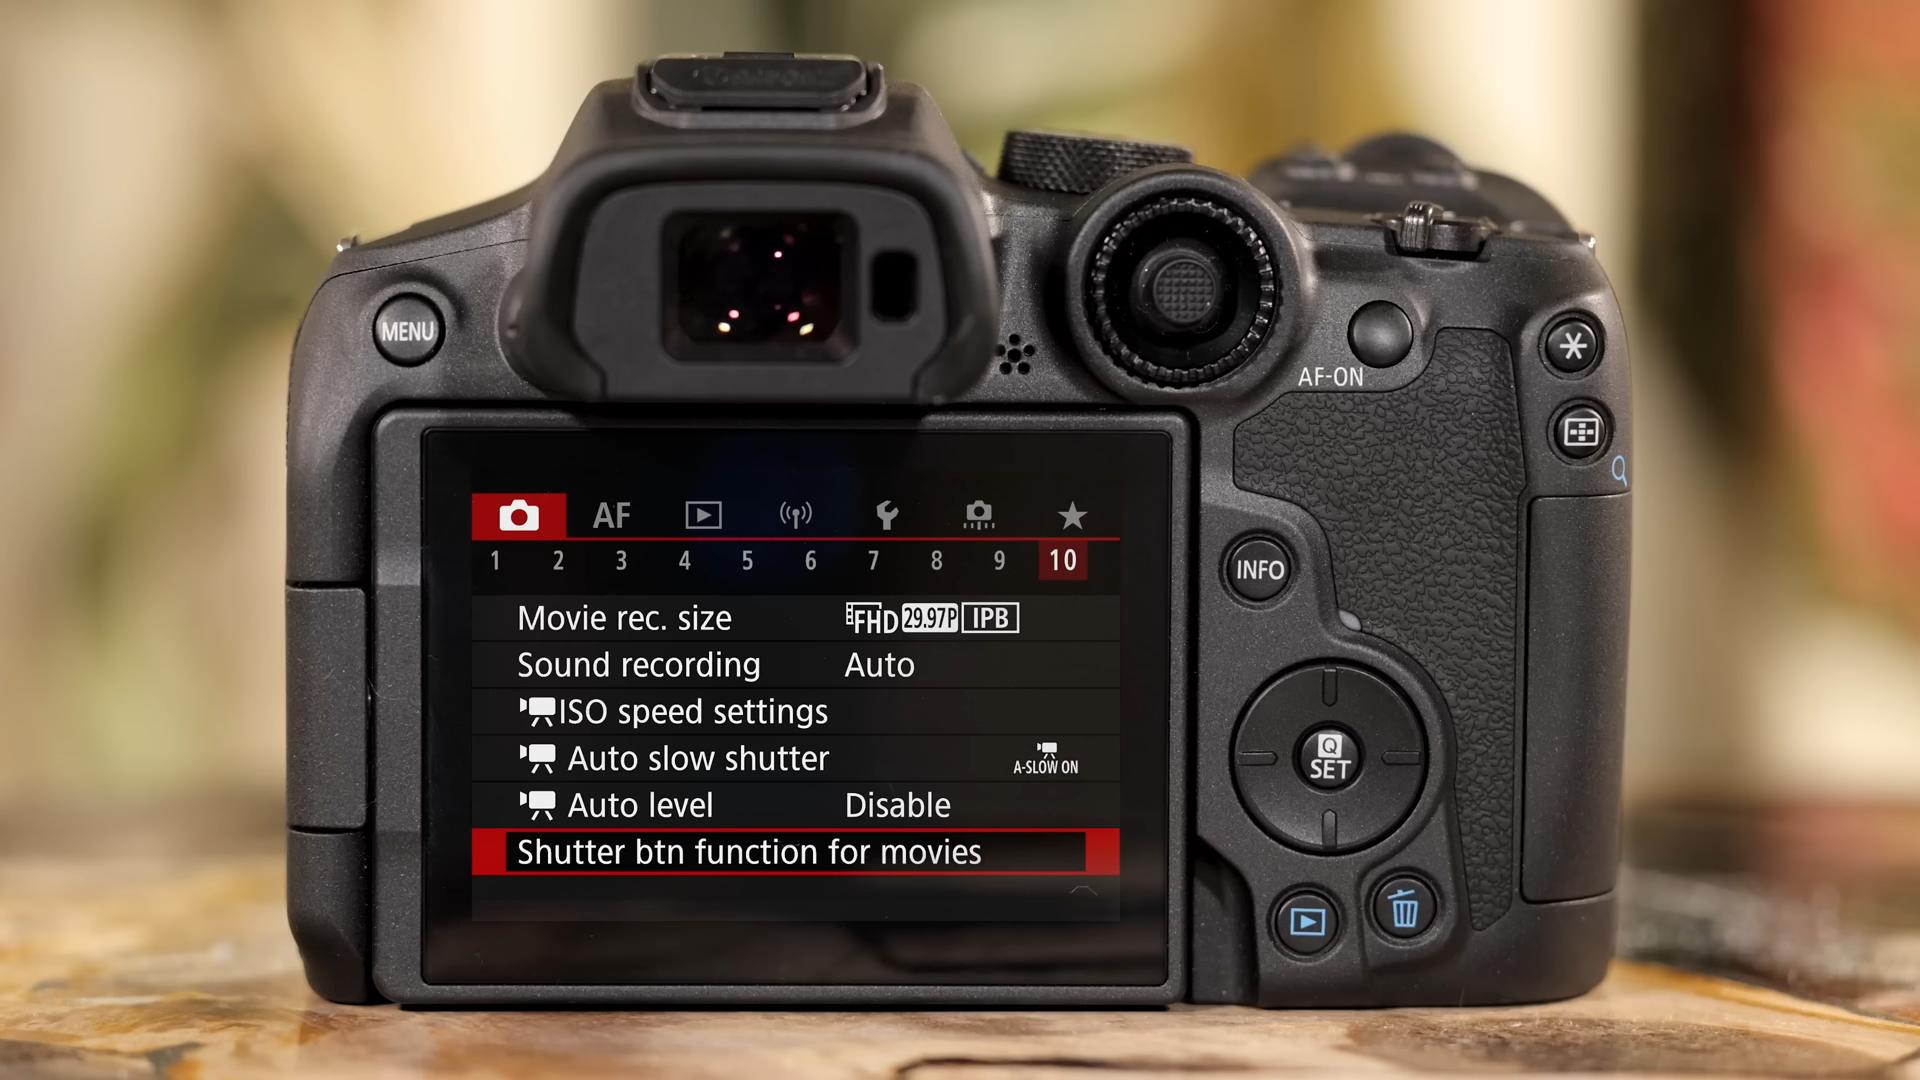 MENU
AF-ON
AF
1 2 3 4 5 6 7 8 9 10
INFO
Movie rec. size FHD 29.97P IPB
Sound recording Auto
ISO speed settings
Auto slow shutter A-SLOW ON
Auto level Disable
Shutter btn function for movies
Q
SET